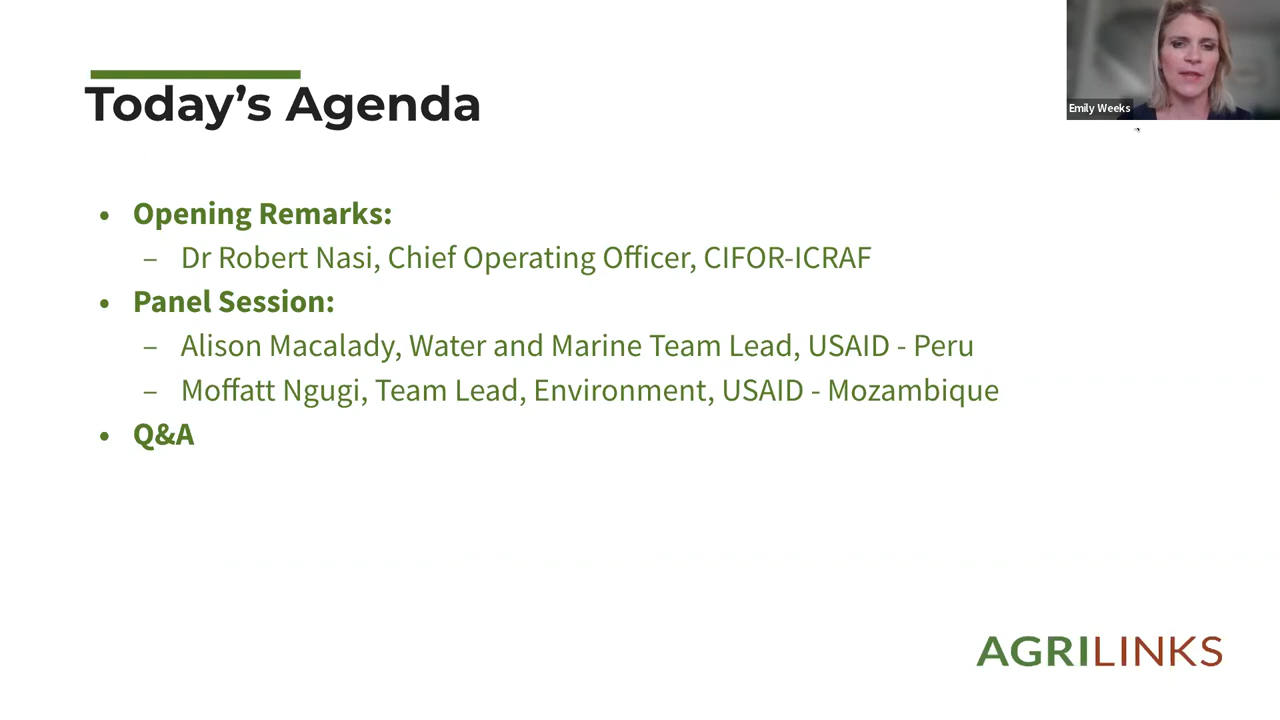 Today's Agenda
Emily Weeks
• Opening Remarks:
– Dr Robert Nasi, Chief Operating Officer, CIFOR-ICRAF
• Panel Session:
– Alison Macalady, Water and Marine Team Lead, USAID - Peru
– Moffatt Ngugi, Team Lead, Environment, USAID - Mozambique
• Q&A
AGRILINKS